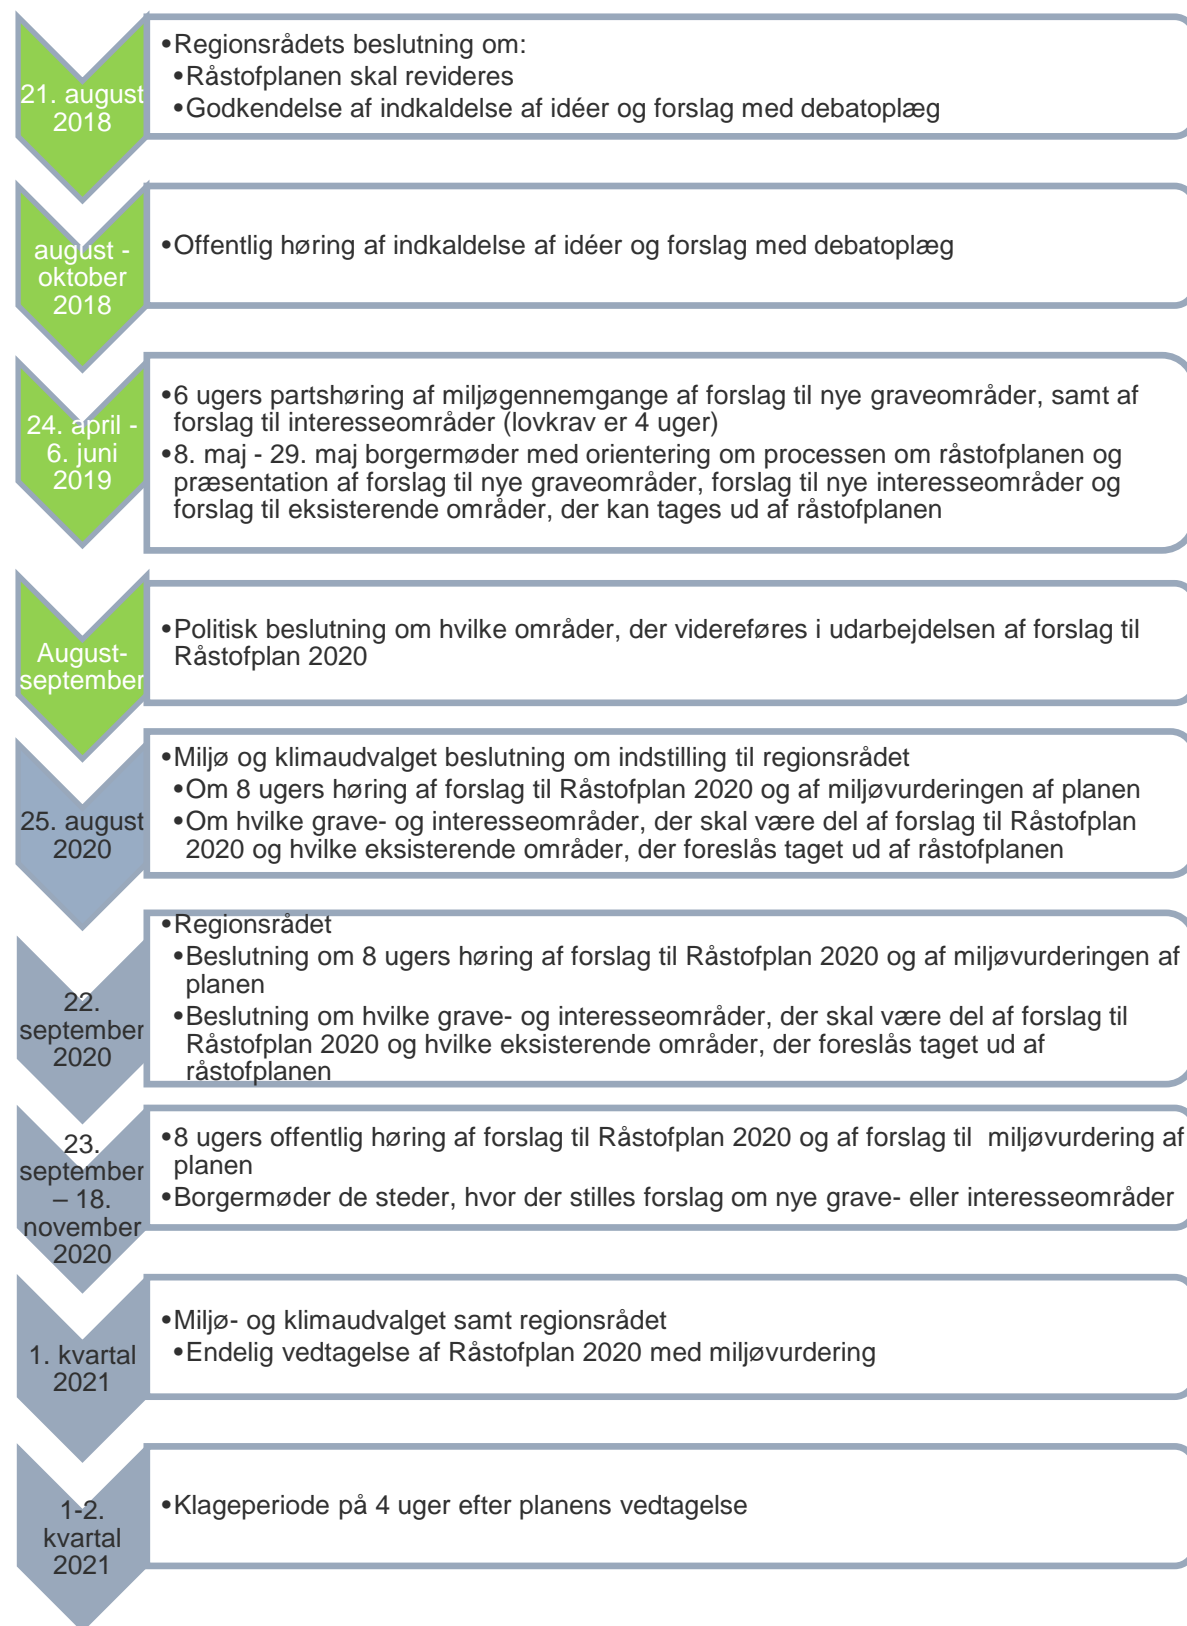 21. august
2018
•Regionsrådets beslutning om:
•Råstofplanen skal revideres
•Godkendelse af indkaldelse af idéer og forslag med debatoplæg
august -
oktober
2018
•Offentlig høring af indkaldelse af idéer og forslag med debatoplæg
24. april -
6. juni
2019
•6 ugers partshøring af miljøgennemgange af forslag til nye graveområder, samt af
forslag til interesseområder (lovkrav er 4 uger)
•8. maj - 29. maj borgermøder med orientering om processen om råstofplanen og
præsentation af forslag til nye graveområder, forslag til nye interesseområder og
forslag til eksisterende områder, der kan tages ud af råstofplanen
August-
september
•Politisk beslutning om hvilke områder, der videreføres i udarbejdelsen af forslag til
Råstofplan 2020
25. august
2020
•Miljø og klimaudvalget beslutning om indstilling til regionsrådet
•Om 8 ugers høring af forslag til Råstofplan 2020 og af miljøvurderingen af planen
•Om hvilke grave- og interesseområder, der skal være del af forslag til Råstofplan
2020 og hvilke eksisterende områder, der foreslås taget ud af råstofplanen
22.
september
2020
•Regionsrådet
•Beslutning om 8 ugers høring af forslag til Råstofplan 2020 og af miljøvurderingen af
planen
•Beslutning om hvilke grave- og interesseområder, der skal være del af forslag til
Råstofplan 2020 og hvilke eksisterende områder, der foreslås taget ud af
råstofplanen
23.
september
– 18.
november
2020
•8 ugers offentlig høring af forslag til Råstofplan 2020 og af forslag til  miljøvurdering af
planen
•Borgermøder de steder, hvor der stilles forslag om nye grave- eller interesseområder
1. kvartal
2021
•Miljø- og klimaudvalget samt regionsrådet
•Endelig vedtagelse af Råstofplan 2020 med miljøvurdering
1-2.
kvartal
2021
•Klageperiode på 4 uger efter planens vedtagelse